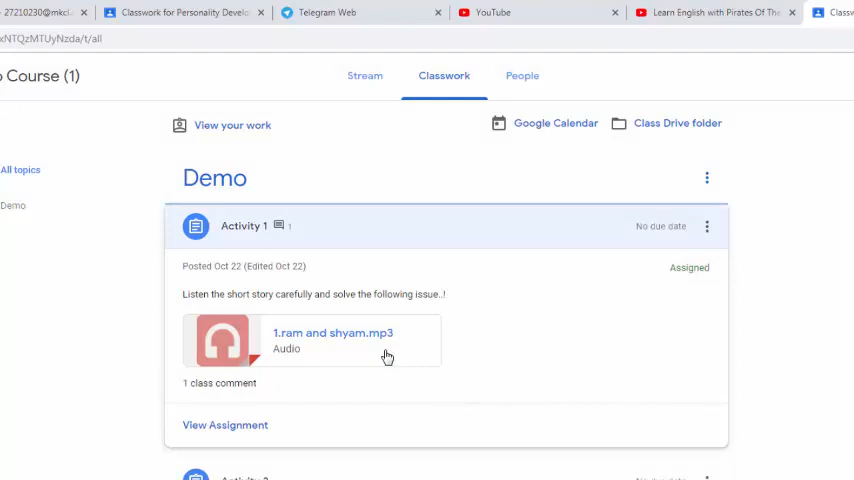 27210230@mkcl
Classwork for Personality Develo
Telegram Web
YouTube
Learn English with Pirates Of The
Classw
xNTQzMTUyNzda/t/all
o Course (1)
Stream
Classwork
People
View your work
Google Calendar
Class Drive folder
All topics
Demo
Demo
Activity 1
1
No due date
Posted Oct 22 (Edited Oct 22)
Assigned
Listen the short story carefully and solve the following issue..!
1.ram and shyam.mp3
Audio
1 class comment
View Assignment